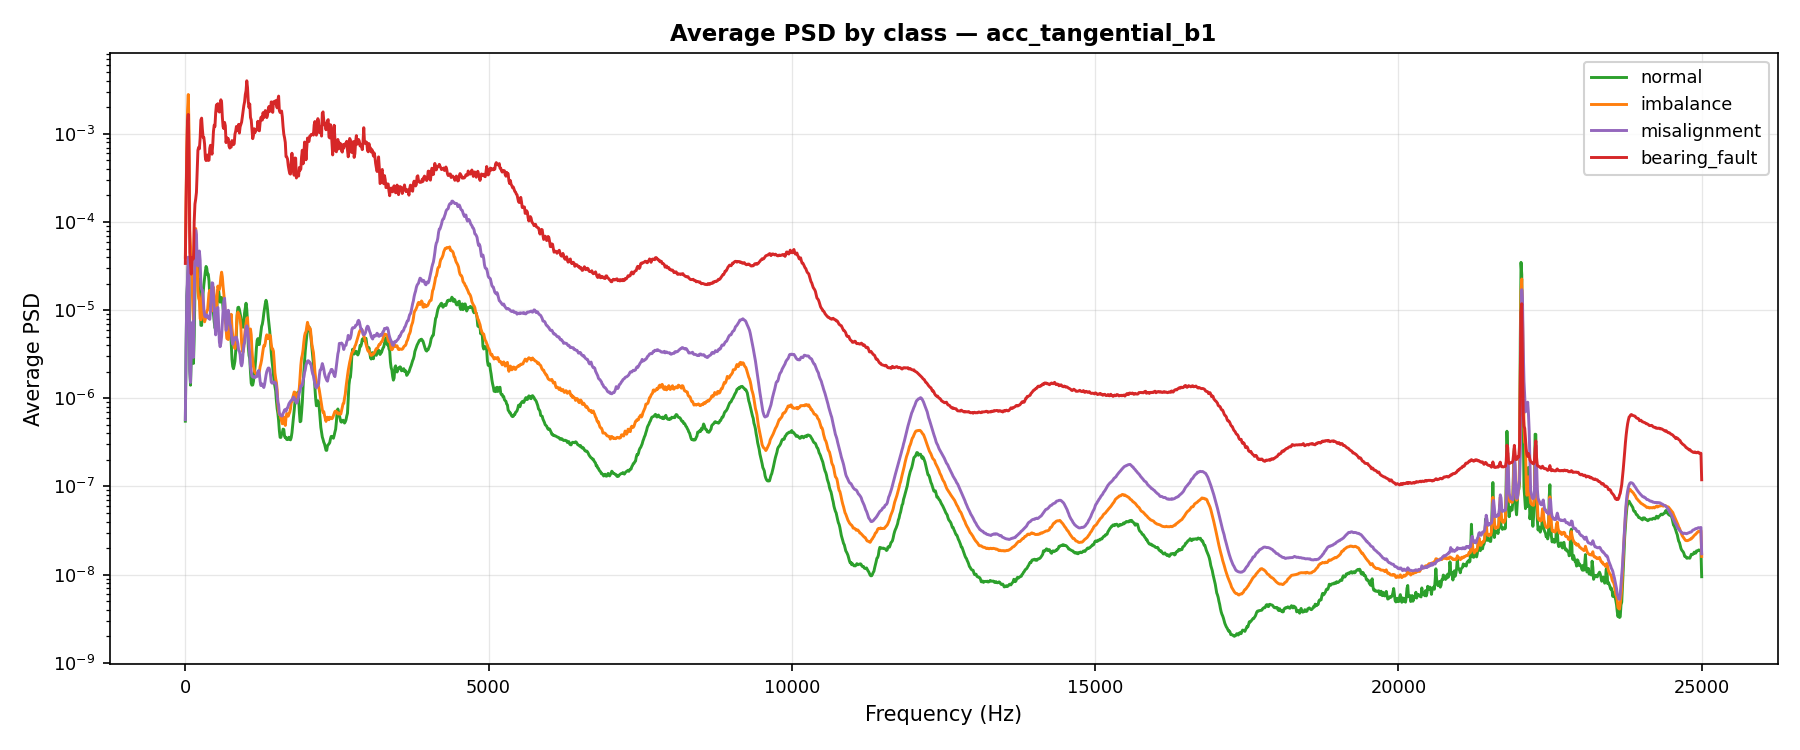 Average PSD by class — acc_tangential_b1
normal
imbalance
misalignment
bearing_fault
Average PSD
10⁻³
10⁻⁴
10⁻⁵
10⁻⁶
10⁻⁷
10⁻⁸
10⁻⁹
0 5000 10000 15000 20000 25000
Frequency (Hz)